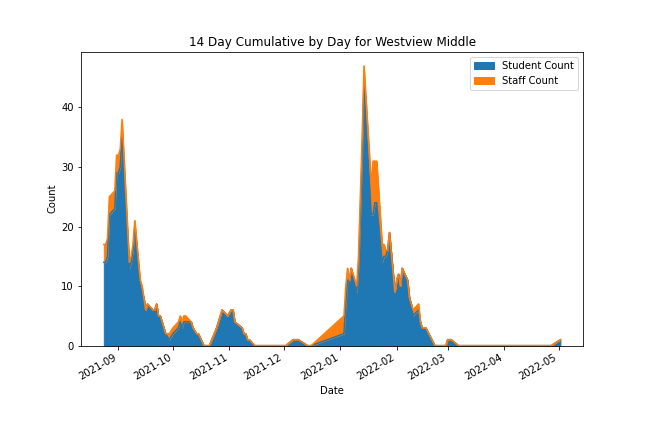 14 Day Cumulative by Day for Westview Middle
Student Count
Staff Count
Count
40
30
20
10
0
2021-09
2021-10
2021-11
2021-12
2022-01
2022-02
2022-03
2022-04
2022-05
Date